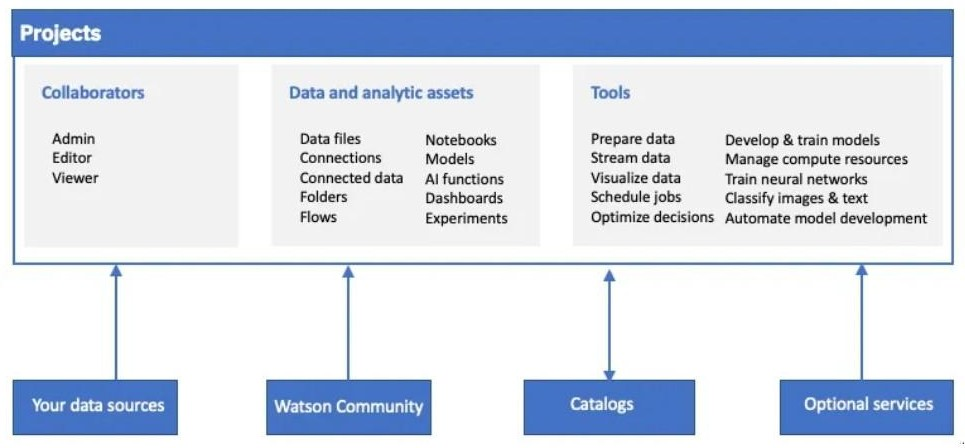 Projects
Collaborators
Admin
Editor
Viewer
Data and analytic assets
Data files
Connections
Connected data
Folders
Flows
Notebooks
Models
AI functions
Dashboards
Experiments
Tools
Prepare data
Stream data
Visualize data
Schedule jobs
Optimize decisions
Develop & train models
Manage compute resources
Train neural networks
Classify images & text
Automate model development
Your data sources
Watson Community
Catalogs
Optional services